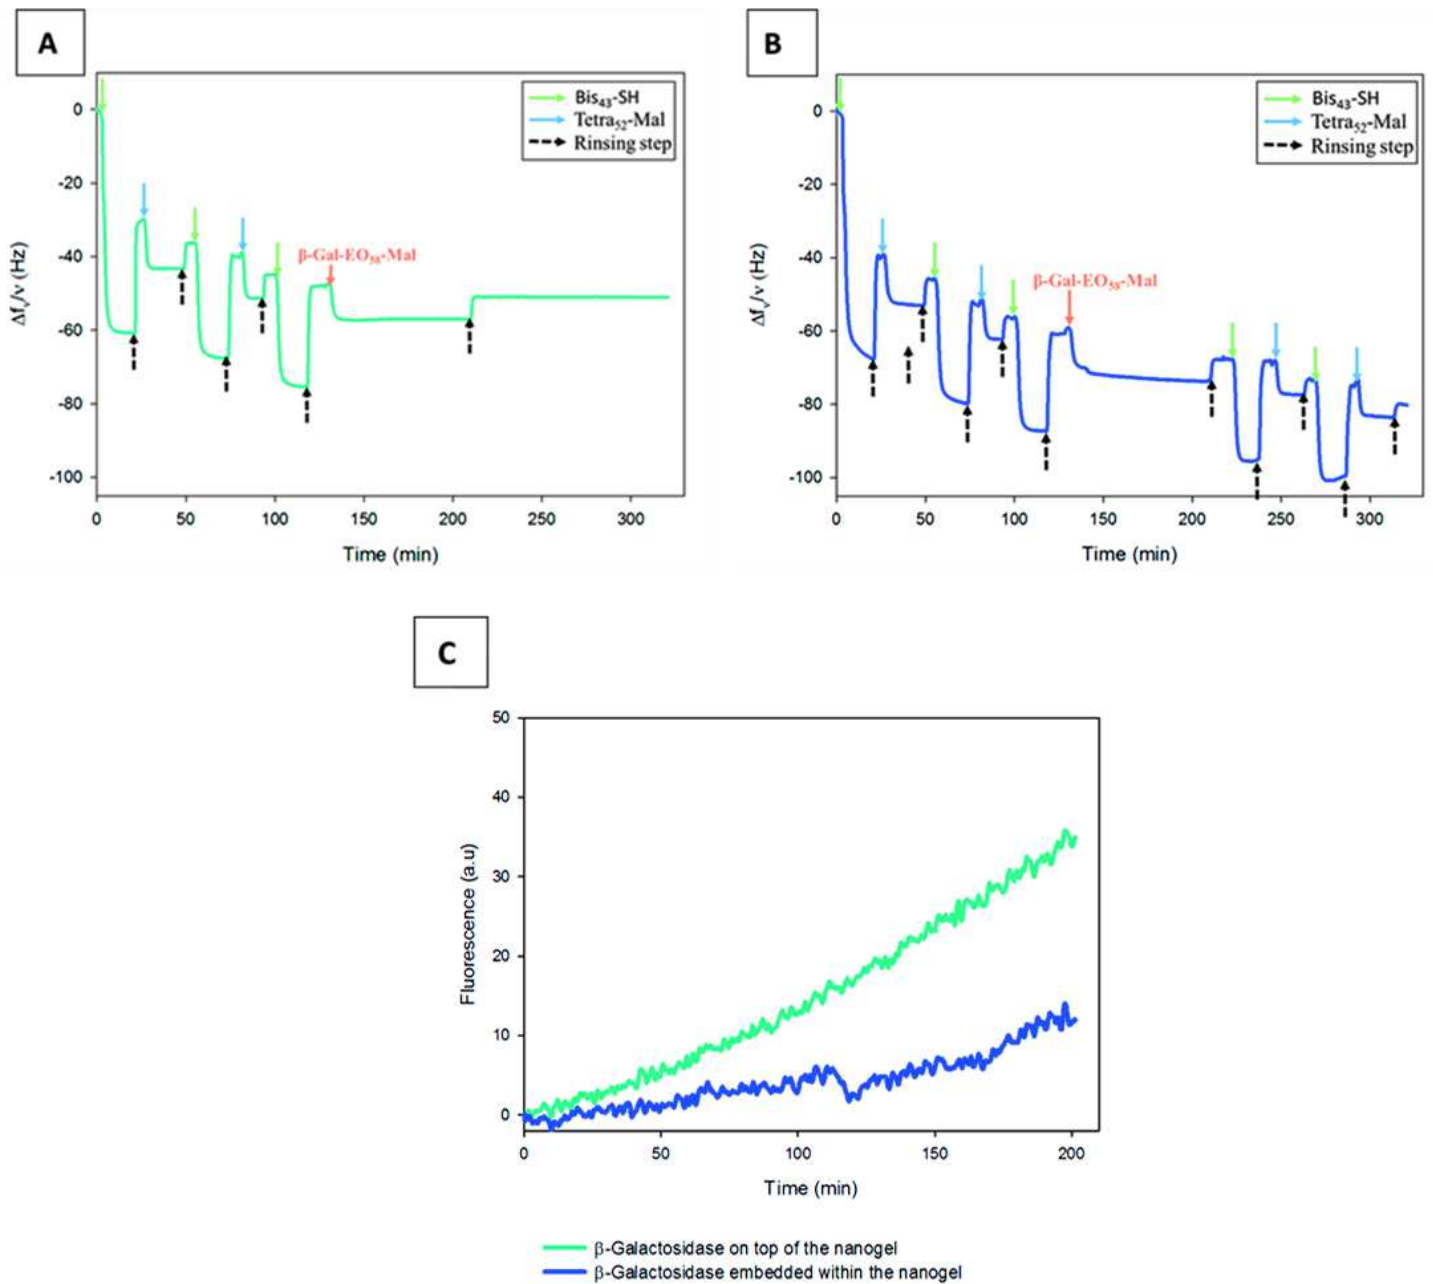 A
Bis₄₃-SH
Tetra₅₂-Mal
Rinsing step
β-Gal-EO₅₈-Mal
0
-20
-40
-60
-80
-100
Δfᵥ/ν (Hz)
0 50 100 150 200 250 300
Time (min)
B
Bis₄₃-SH
Tetra₅₂-Mal
Rinsing step
β-Gal-EO₅₈-Mal
0
-20
-40
-60
-80
-100
Δfᵥ/ν (Hz)
0 50 100 150 200 250 300
Time (min)
C
50
40
30
20
10
0
Fluorescence (a.u)
0 50 100 150 200
Time (min)
β-Galactosidase on top of the nanogel
β-Galactosidase embedded within the nanogel